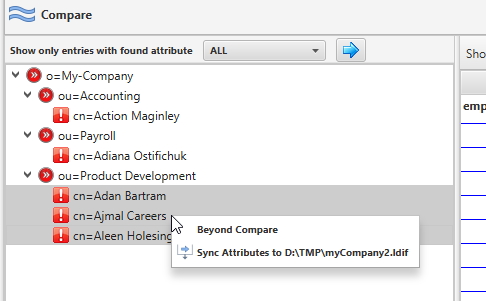 Compare
Show only entries with found attribute ALL
Sho
o=My-Company
ou=Accounting
emp
cn=Action Maginley
ou=Payroll
cn=Adiana Ostifichuk
ou=Product Development
cn=Adan Bartram
cn=Ajmal Careers
Beyond Compare
cn=Aleen Holesing
Sync Attributes to D:\TMP\myCompany2.ldif